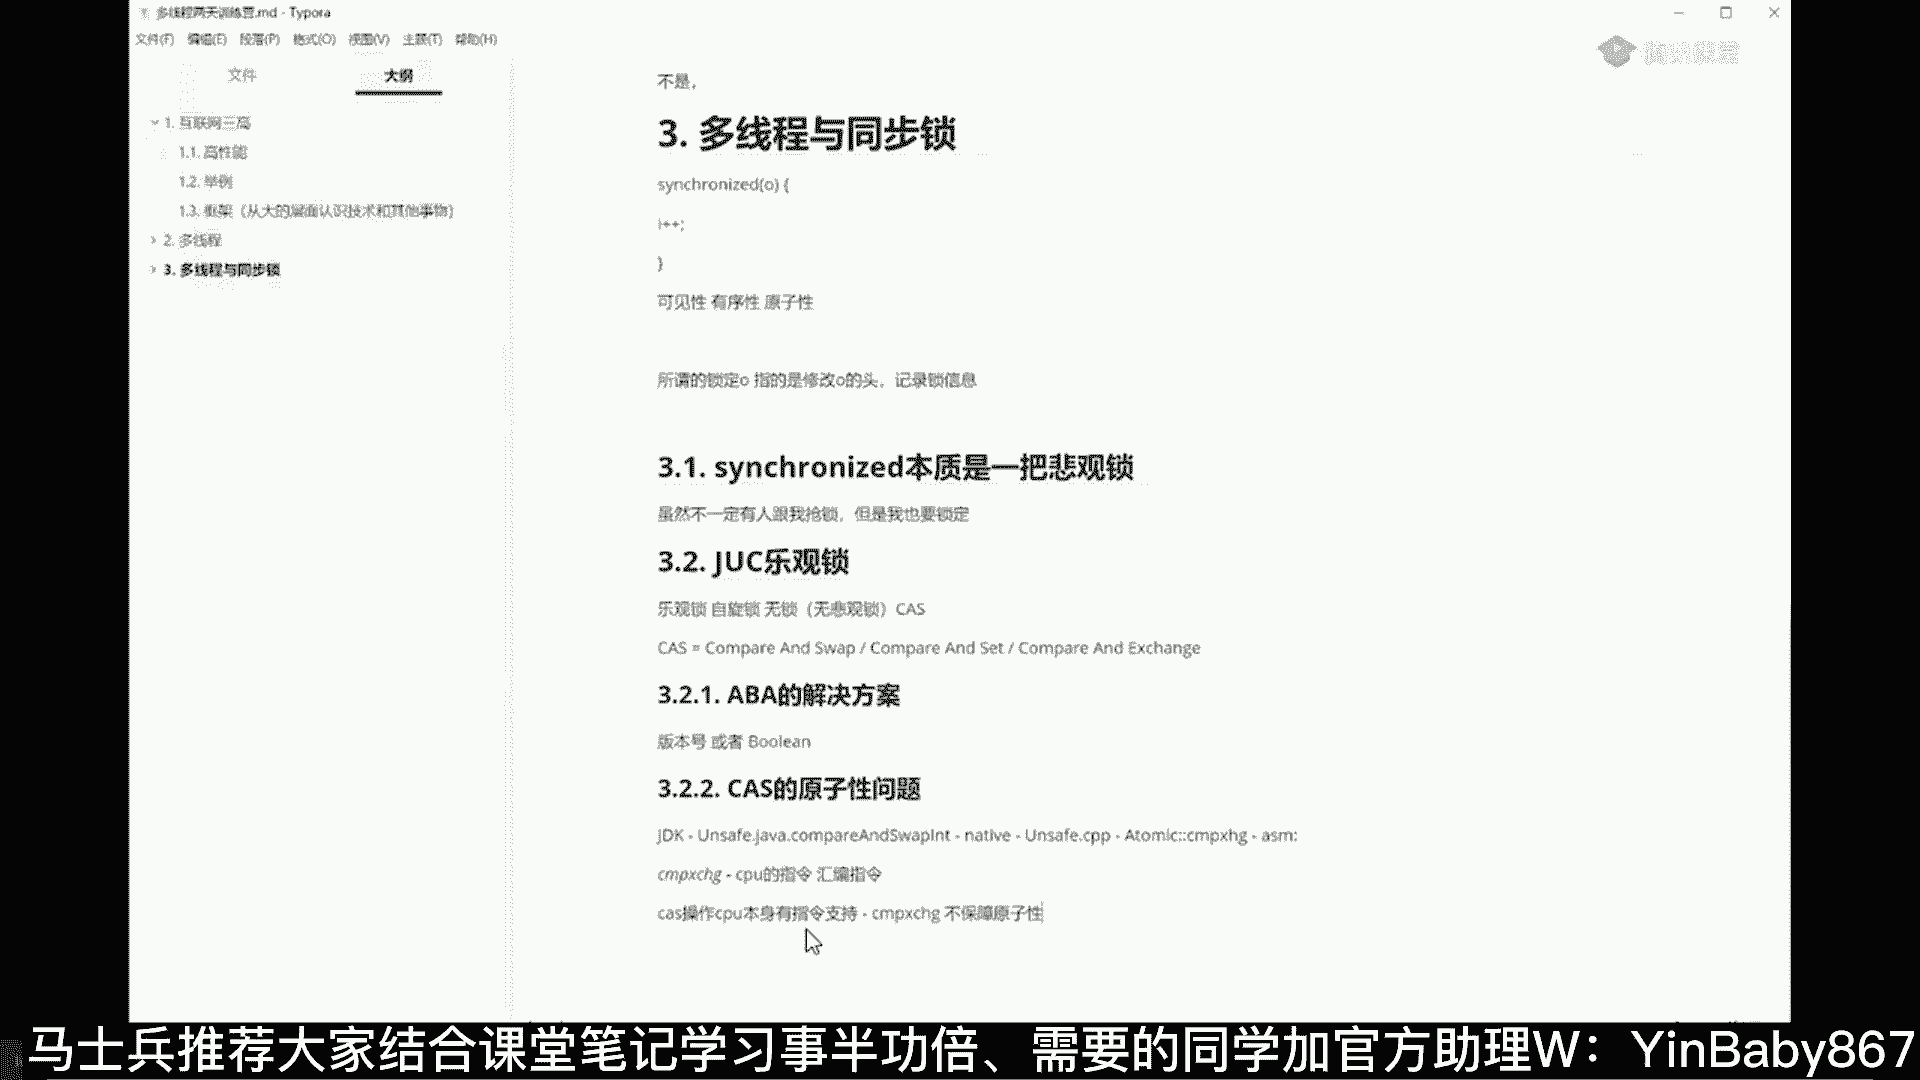 多线程两天训练营.md - Typora
文件(F) 编辑(E) 段落(P) 格式(O) 视图(V) 主题(T) 帮助(H)
文件 大纲
1. 互联网三高
1.1. 高性能
1.2. 举例
1.3. 框架（从大的层面认识技术和其他事物）
2. 多线程
3. 多线程与同步锁
腾讯课堂
不是，
3. 多线程与同步锁
synchronized(o) {
i++;
}
可见性 有序性 原子性
所谓的锁定o 指的是修改o的头，记录锁信息
3.1. synchronized本质是一把悲观锁
虽然不一定有人跟我抢锁，但是我也要锁定
3.2. JUC乐观锁
乐观锁 自旋锁 无锁（无悲观锁）CAS
CAS = Compare And Swap / Compare And Set / Compare And Exchange
3.2.1. ABA的解决方案
版本号 或者 Boolean
3.2.2. CAS的原子性问题
JDK - Unsafe.java.compareAndSwapInt - native - Unsafe.cpp - Atomic::cmpxhg - asm:
cmpxchg - cpu的指令 汇编指令
cas操作cpu本身有指令支持 - cmpxchg 不保障原子性
马士兵推荐大家结合课堂笔记学习事半功倍、需要的同学加官方助理W：YinBaby867